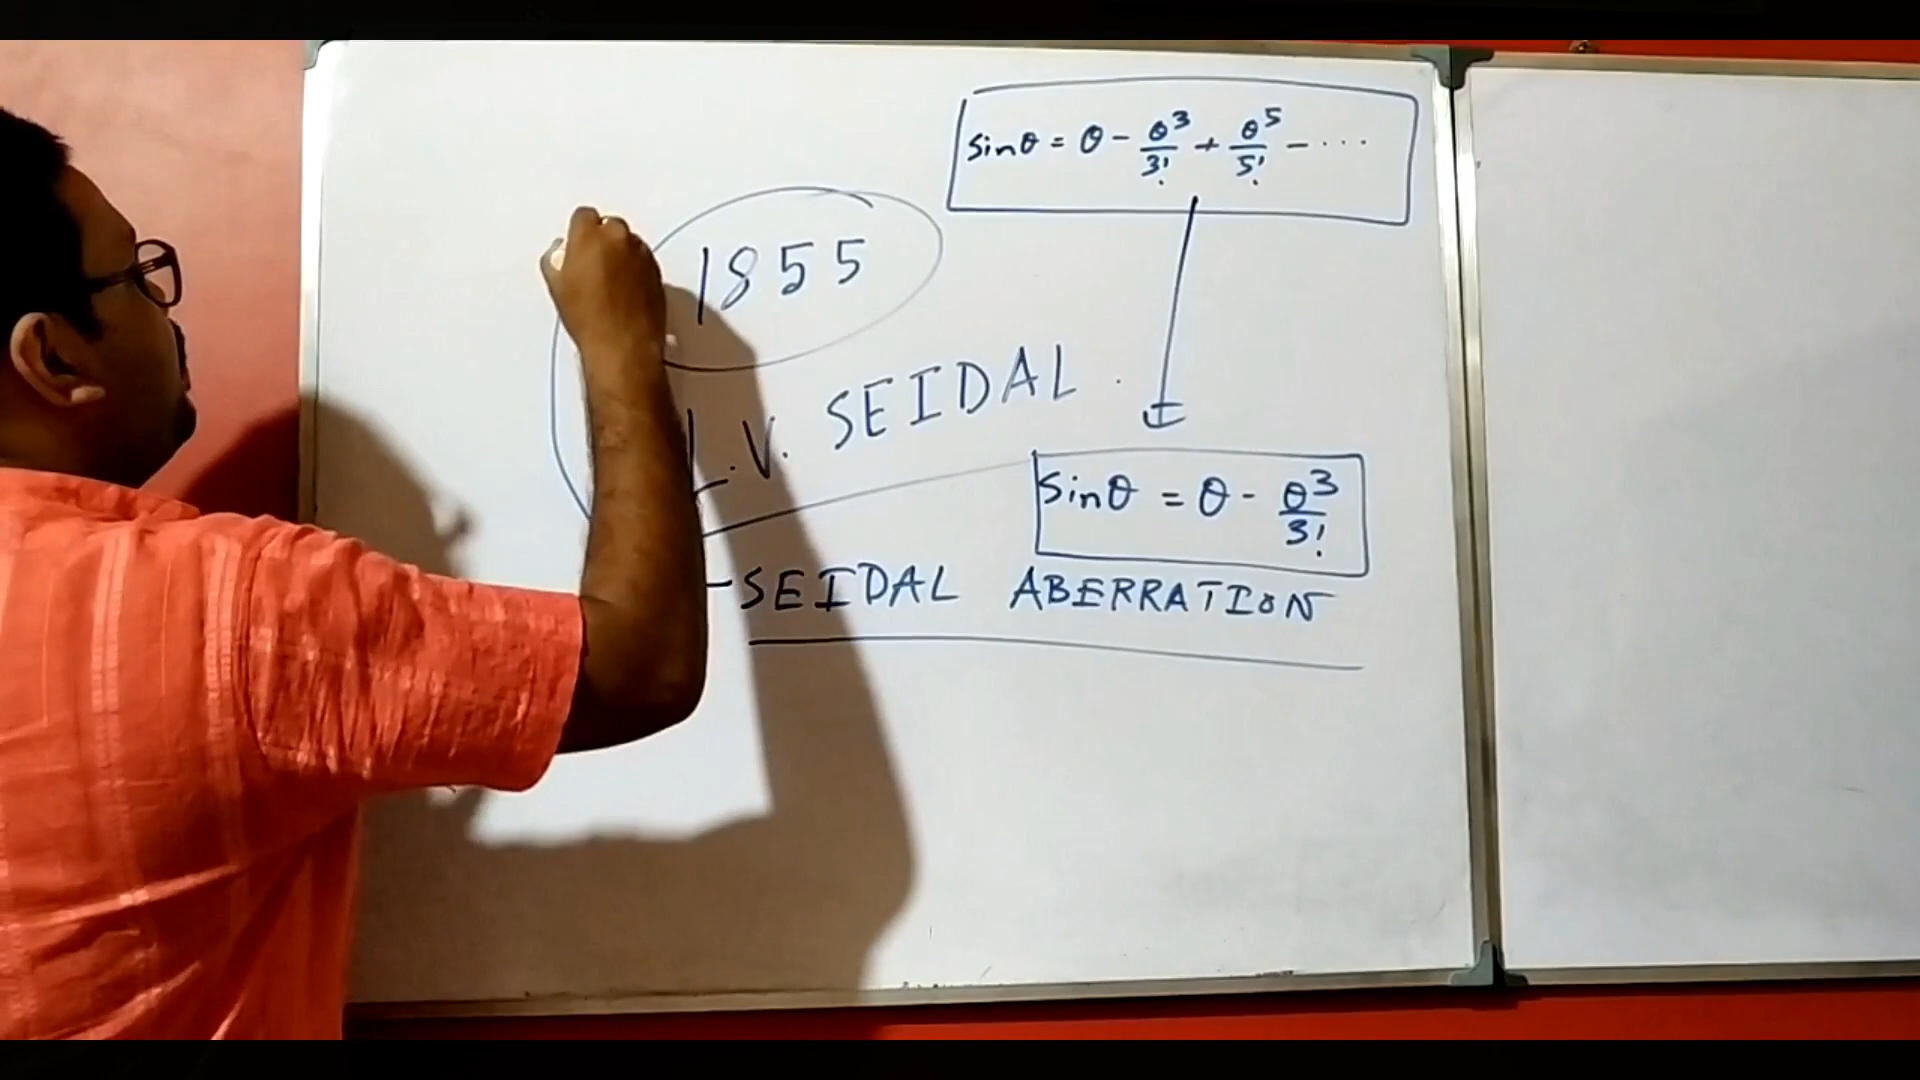 sinθ = θ - θ³/3! + θ⁵/5! - ...
1855
L.V. SEIDAL
sinθ = θ - θ³/3!
-SEIDAL ABERRATION